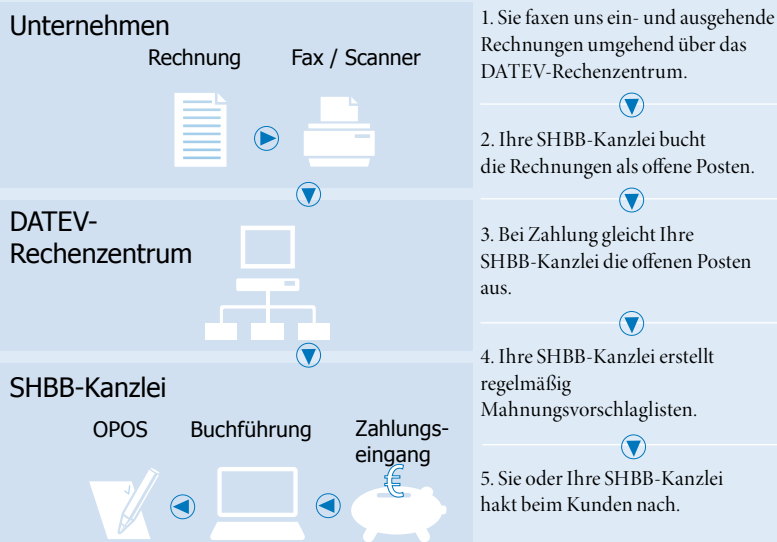 Unternehmen
Rechnung
Fax / Scanner
DATEV-
Rechenzentrum
SHBB-Kanzlei
OPOS
Buchführung
Zahlungs-
eingang
€
1. Sie faxen uns ein- und ausgehende
Rechnungen umgehend über das
DATEV-Rechenzentrum.
2. Ihre SHBB-Kanzlei bucht
die Rechnungen als offene Posten.
3. Bei Zahlung gleicht Ihre
SHBB-Kanzlei die offenen Posten
aus.
4. Ihre SHBB-Kanzlei erstellt
regelmäßig
Mahnungsvorschlaglisten.
5. Sie oder Ihre SHBB-Kanzlei
hakt beim Kunden nach.